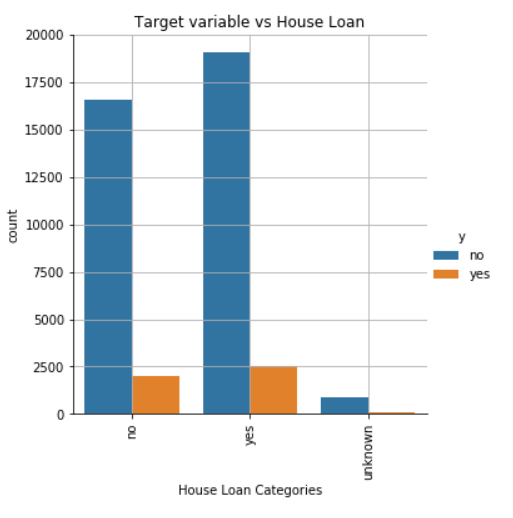 Target variable vs House Loan
20000
17500
15000
12500
10000
7500
5000
2500
0
count
no
yes
unknown
House Loan Categories
y
no
yes